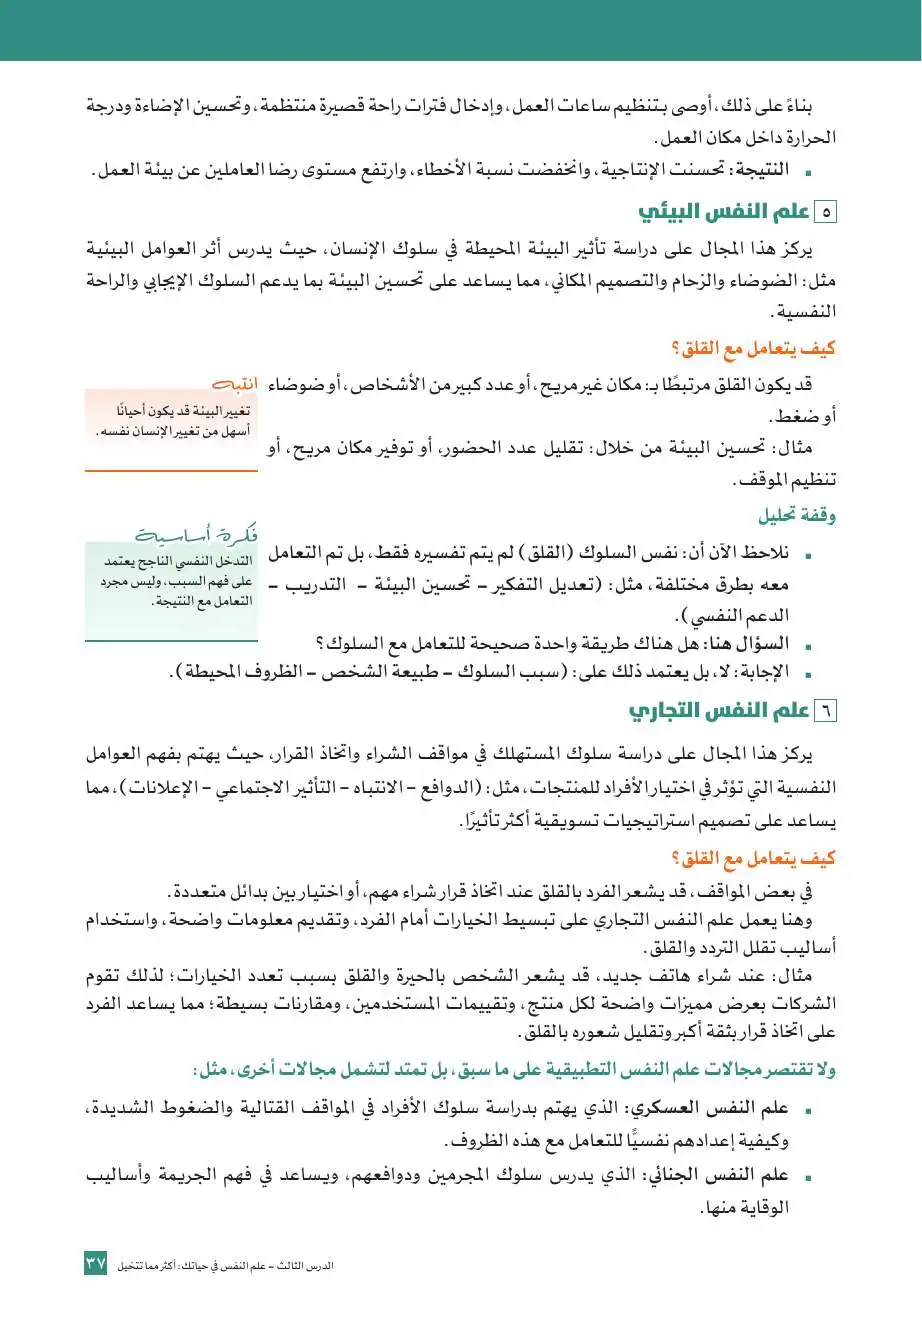 بناءً على ذلك، أوصى بتنظيم ساعات العمل، وإدخال فترات راحة قصيرة منتظمة، وتحسين الإضاءة ودرجة
الحرارة داخل مكان العمل.
▪ النتيجة: تحسنت الإنتاجية، وانخفضت نسبة الأخطاء، وارتفع مستوى رضا العاملين عن بيئة العمل.
٥ علم النفس البيئي
يركز هذا المجال على دراسة تأثير البيئة المحيطة في سلوك الإنسان، حيث يدرس أثر العوامل البيئية
مثل: الضوضاء والزحام والتصميم المكاني، مما يساعد على تحسين البيئة بما يدعم السلوك الإيجابي والراحة
النفسية.
كيف يتعامل مع القلق؟
قد يكون القلق مرتبطًا بـ: مكان غير مريح، أو عدد كبير من الأشخاص، أو ضوضاء
أو ضغط.
مثال: تحسين البيئة من خلال: تقليل عدد الحضور، أو توفير مكان مريح، أو
تنظيم الموقف.
انتبه
تغيير البيئة قد يكون أحيانًا
أسهل من تغيير الإنسان نفسه.
وقفة تحليل
▪ نلاحظ الآن أن: نفس السلوك (القلق) لم يتم تفسيره فقط، بل تم التعامل
معه بطرق مختلفة، مثل: (تعديل التفكير – تحسين البيئة – التدريب –
الدعم النفسي).
▪ السؤال هنا: هل هناك طريقة واحدة صحيحة للتعامل مع السلوك؟
▪ الإجابة: لا، بل يعتمد ذلك على: (سبب السلوك – طبيعة الشخص – الظروف المحيطة).
فكرة أساسية
التدخل النفسي الناجح يعتمد
على فهم السبب، وليس مجرد
التعامل مع النتيجة.
٦ علم النفس التجاري
يركز هذا المجال على دراسة سلوك المستهلك في مواقف الشراء واتخاذ القرار، حيث يهتم بفهم العوامل
النفسية التي تؤثر في اختيار الأفراد للمنتجات، مثل: (الدوافع – الانتباه – التأثير الاجتماعي – الإعلانات)، مما
يساعد على تصميم استراتيجيات تسويقية أكثر تأثيرًا.
كيف يتعامل مع القلق؟
في بعض المواقف، قد يشعر الفرد بالقلق عند اتخاذ قرار شراء مهم، أو اختيار بين بدائل متعددة.
وهنا يعمل علم النفس التجاري على تبسيط الخيارات أمام الفرد، وتقديم معلومات واضحة، واستخدام
أساليب تقلل التردد والقلق.
مثال: عند شراء هاتف جديد، قد يشعر الشخص بالحيرة والقلق بسبب تعدد الخيارات؛ لذلك تقوم
الشركات بعرض مميزات واضحة لكل منتج، وتقييمات المستخدمين، ومقارنات بسيطة؛ مما يساعد الفرد
على اتخاذ قرار بثقة أكبر وتقليل شعوره بالقلق.
ولا تقتصر مجالات علم النفس التطبيقية على ما سبق، بل تمتد لتشمل مجالات أخرى، مثل:
▪ علم النفس العسكري: الذي يهتم بدراسة سلوك الأفراد في المواقف القتالية والضغوط الشديدة،
وكيفية إعدادهم نفسيًّا للتعامل مع هذه الظروف.
▪ علم النفس الجنائي: الذي يدرس سلوك المجرمين ودوافعهم، ويساعد في فهم الجريمة وأساليب
الوقاية منها.
الدرس الثالث – علم النفس في حياتك: أكثر مما تتخيل ٣٧